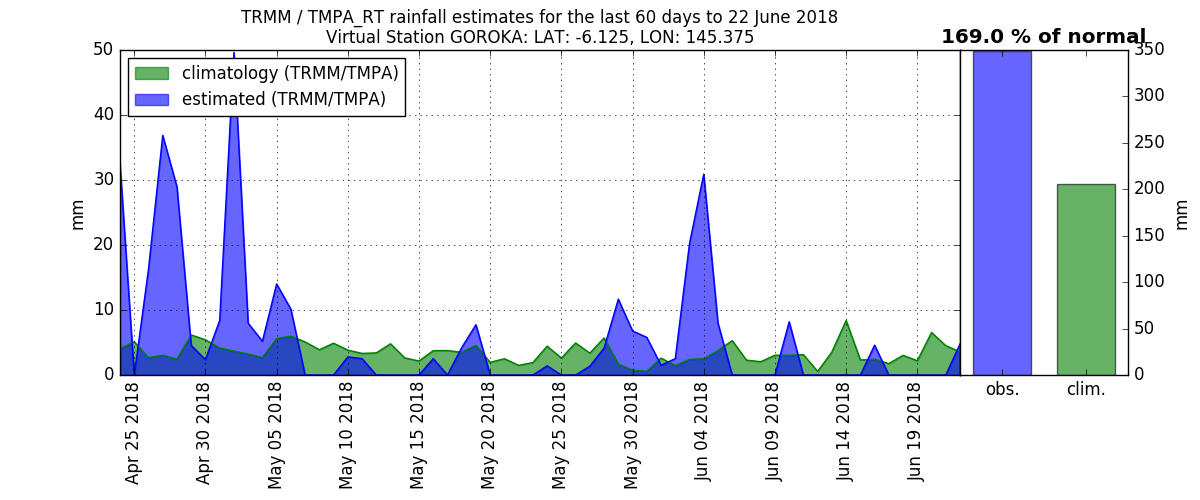 TRMM / TMPA_RT rainfall estimates for the last 60 days to 22 June 2018
Virtual Station GOROKA: LAT: -6.125, LON: 145.375
169.0 % of normal
climatology (TRMM/TMPA)
estimated (TRMM/TMPA)
50
40
30
20
10
0
mm
350
300
250
200
150
100
50
0
mm
Apr 25 2018
Apr 30 2018
May 05 2018
May 10 2018
May 15 2018
May 20 2018
May 25 2018
May 30 2018
Jun 04 2018
Jun 09 2018
Jun 14 2018
Jun 19 2018
obs.
clim.